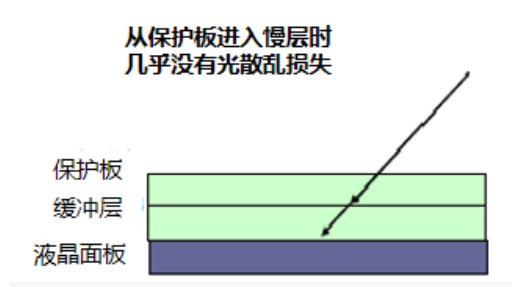 从保护板进入慢层时
几乎没有光散乱损失
保护板
缓冲层
液晶面板